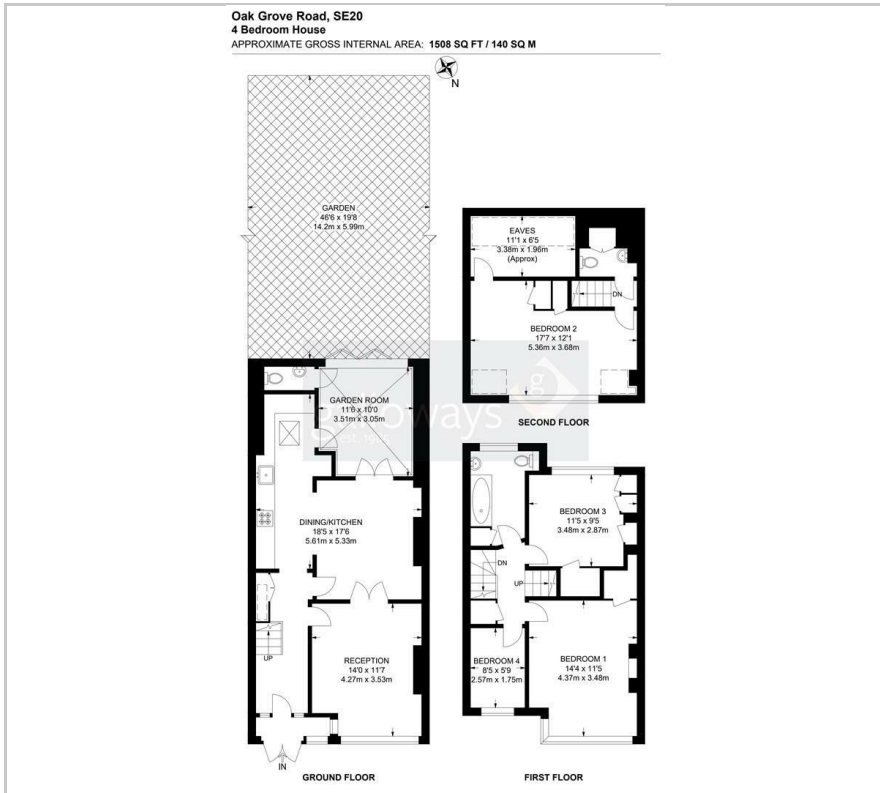 Oak Grove Road, SE20
4 Bedroom House
APPROXIMATE GROSS INTERNAL AREA: 1508 SQ FT / 140 SQ M
N
GARDEN
46'6 x 19'8
14.2m x 5.99m
EAVES
11'1 x 6'5
3.38m x 1.96m
(Approx)
DN
BEDROOM 2
17'7 x 12'1
5.36m x 3.68m
SECOND FLOOR
GARDEN ROOM
11'6 x 10'0
3.51m x 3.05m
g
galloways
est. 19
DINING/KITCHEN
18'5 x 17'6
5.61m x 5.33m
UP
RECEPTION
14'0 x 11'7
4.27m x 3.53m
IN
GROUND FLOOR
BEDROOM 3
11'5 x 9'5
3.48m x 2.87m
DN
UP
BEDROOM 4
8'5 x 5'9
2.57m x 1.75m
BEDROOM 1
14'4 x 11'5
4.37m x 3.48m
FIRST FLOOR